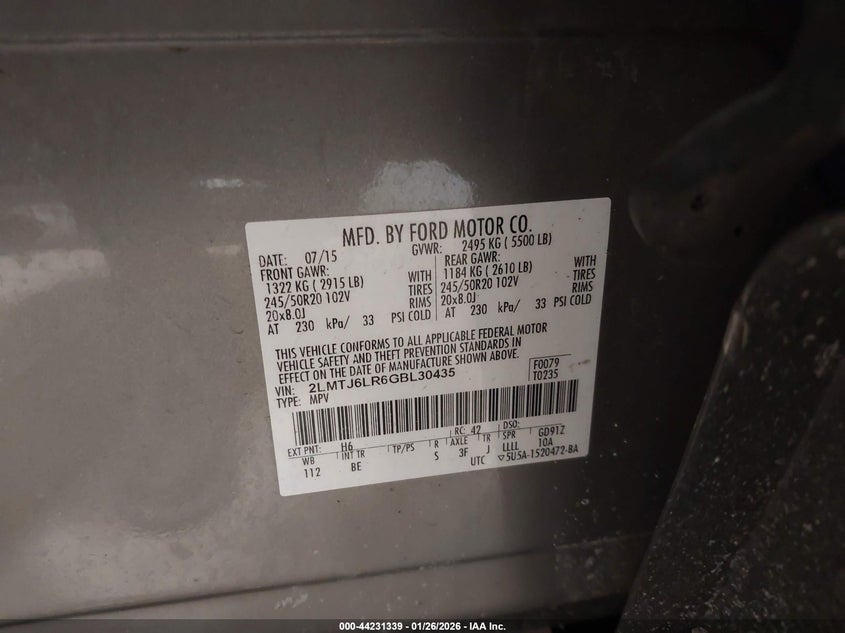 MFD. BY FORD MOTOR CO.
DATE: 07/15 GVWR: 2495 KG ( 5500 LB)
FRONT GAWR: REAR GAWR:
1322 KG ( 2915 LB) WITH 1184 KG ( 2610 LB) WITH
245/50R20 102V TIRES 245/50R20 102V TIRES
20x8.0J RIMS 20x8.0J RIMS
AT 230 kPa/ 33 PSI COLD AT 230 kPa/ 33 PSI COLD
THIS VEHICLE CONFORMS TO ALL APPLICABLE FEDERAL MOTOR
VEHICLE SAFETY AND THEFT PREVENTION STANDARDS IN
EFFECT ON THE DATE OF MANUFACTURE SHOWN ABOVE.
VIN: 2LMTJ6LR6GBL30435 F0079
TYPE: MPV T0235
EXT PNT: H6 RC: 42 DSO:
WB INT TR TP/PS R AXLE TR SPR GD91Z
112 BE S 3F J LLLL 10A
UTC ▽5U5A-1520472-BA
000-44231339 — 01/26/2026 — IAA Inc.